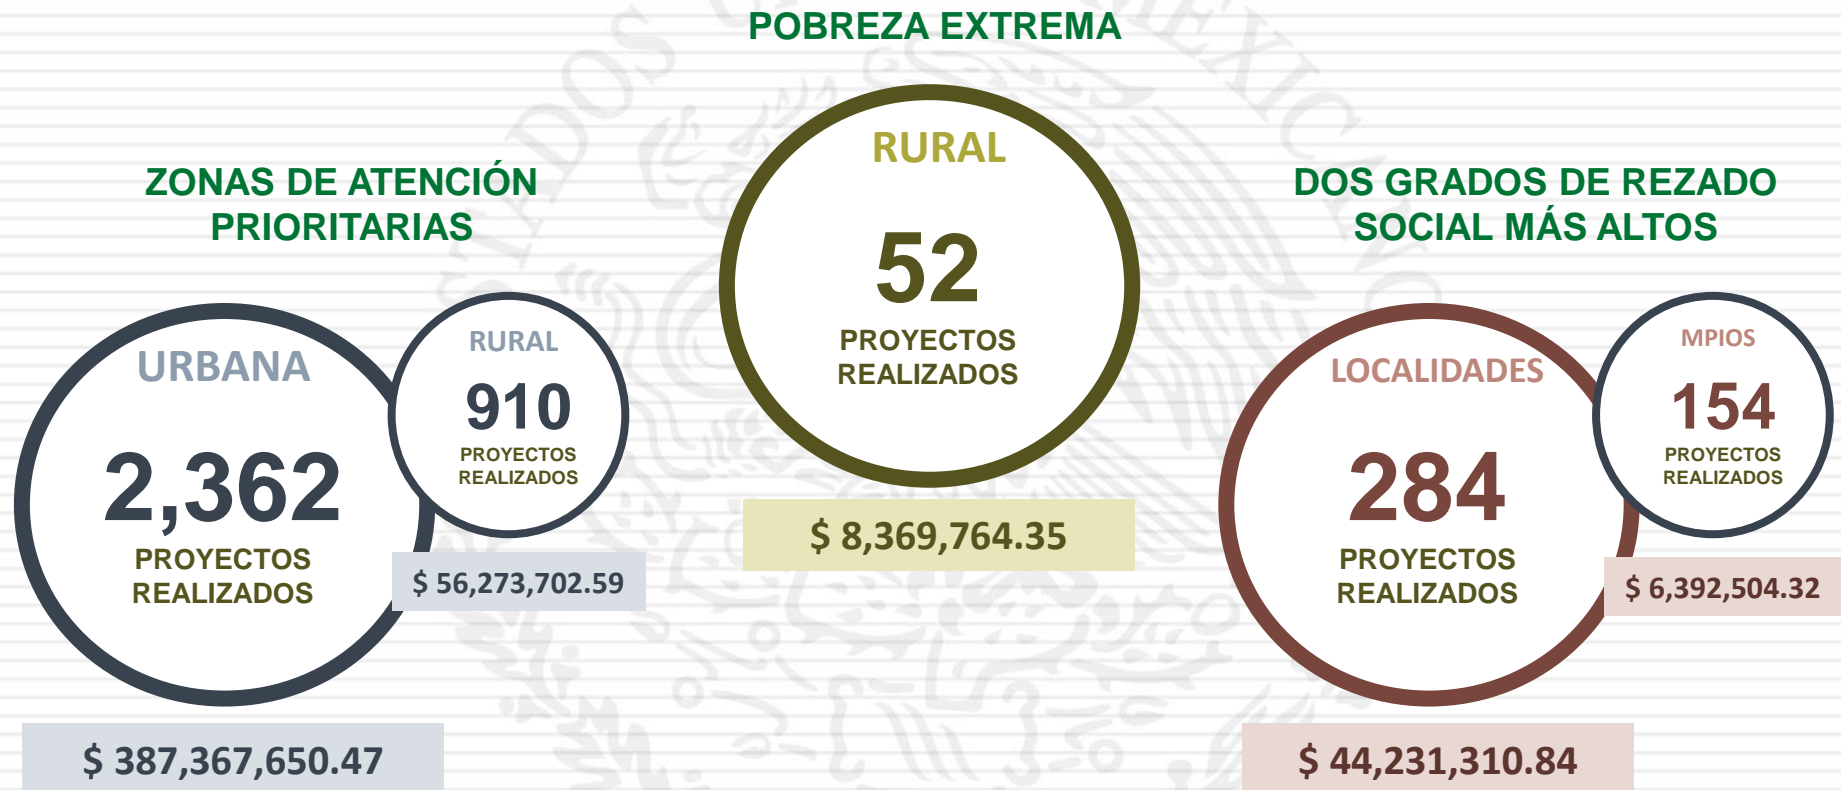 POBREZA EXTREMA
RURAL
52
PROYECTOS
REALIZADOS
$ 8,369,764.35
ZONAS DE ATENCIÓN
PRIORITARIAS
URBANA
2,362
PROYECTOS
REALIZADOS
$ 387,367,650.47
RURAL
910
PROYECTOS
REALIZADOS
$ 56,273,702.59
DOS GRADOS DE REZADO
SOCIAL MÁS ALTOS
LOCALIDADES
284
PROYECTOS
REALIZADOS
$ 44,231,310.84
MPIOS
154
PROYECTOS
REALIZADOS
$ 6,392,504.32